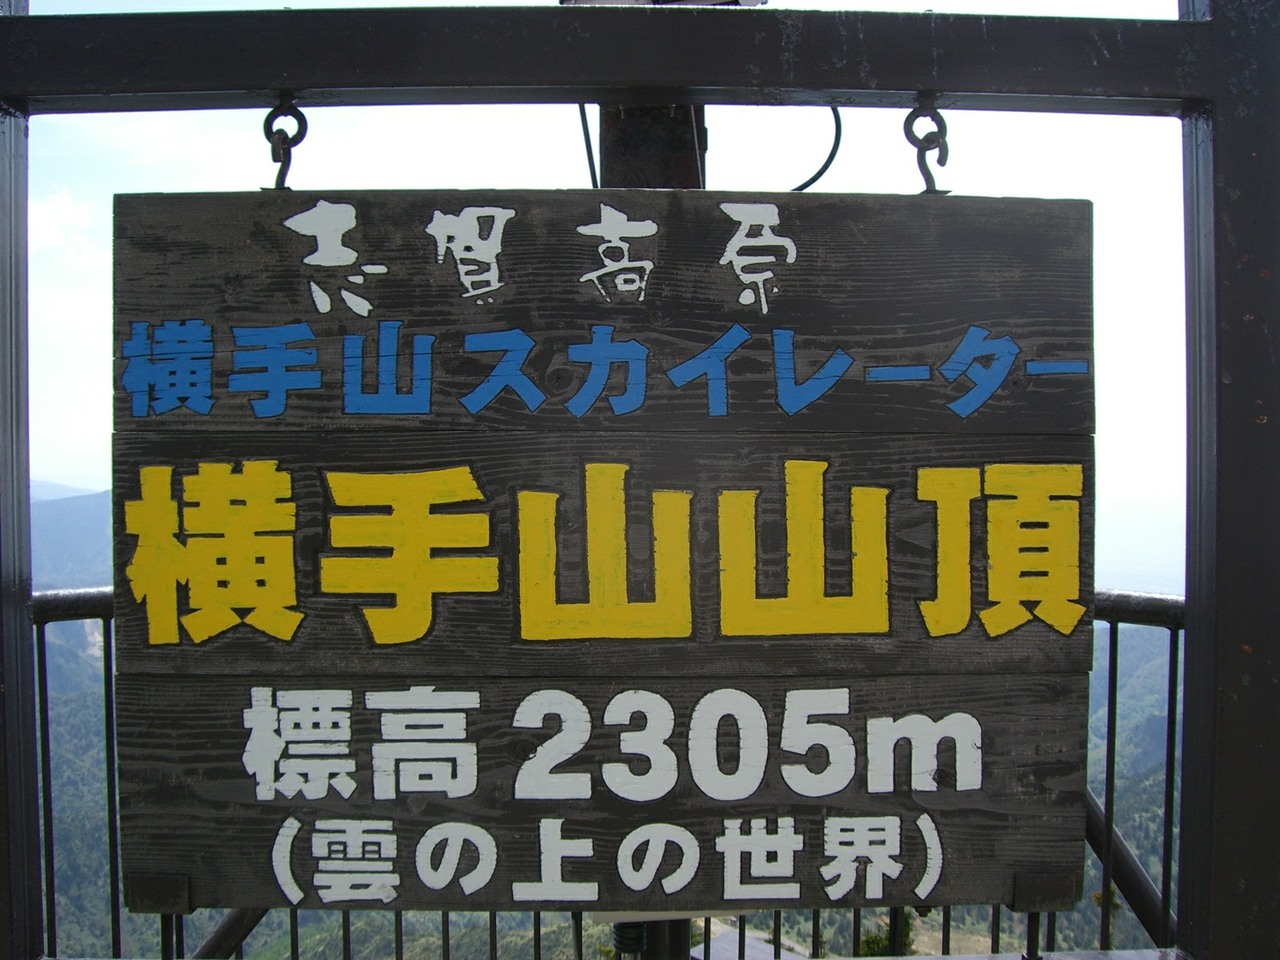 志賀高原
横手山スカイレーター
横手山山頂
標高2305m
(雲の上の世界)